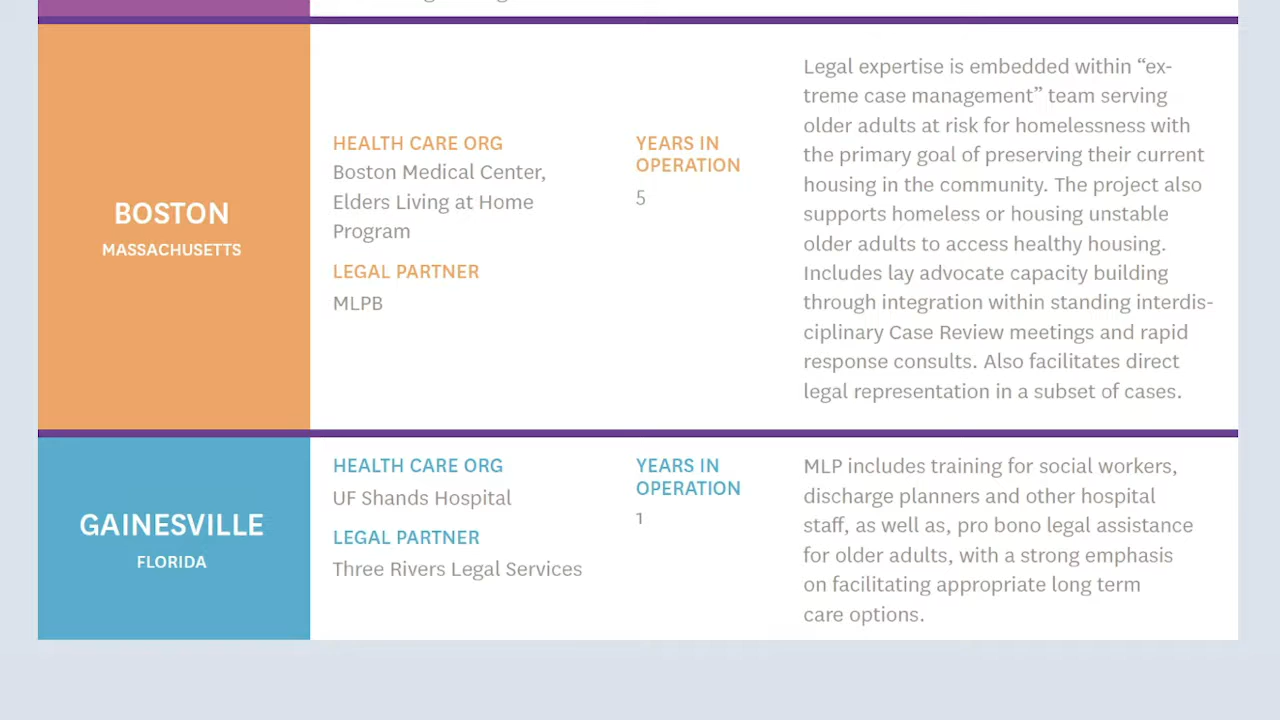 BOSTON
MASSACHUSETTS
HEALTH CARE ORG
Boston Medical Center,
Elders Living at Home
Program
LEGAL PARTNER
MLPB
YEARS IN
OPERATION
5
Legal expertise is embedded within “ex-
treme case management” team serving
older adults at risk for homelessness with
the primary goal of preserving their current
housing in the community. The project also
supports homeless or housing unstable
older adults to access healthy housing.
Includes lay advocate capacity building
through integration within standing interdis-
ciplinary Case Review meetings and rapid
response consults. Also facilitates direct
legal representation in a subset of cases.
GAINESVILLE
FLORIDA
HEALTH CARE ORG
UF Shands Hospital
LEGAL PARTNER
Three Rivers Legal Services
YEARS IN
OPERATION
1
MLP includes training for social workers,
discharge planners and other hospital
staff, as well as, pro bono legal assistance
for older adults, with a strong emphasis
on facilitating appropriate long term
care options.